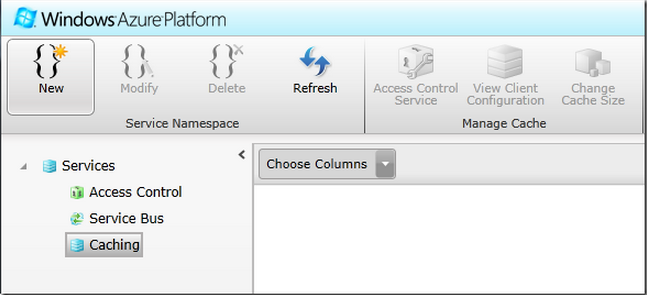 Windows Azure Platform
New
Modify
Delete
Refresh
Access Control
Service
View Client
Configuration
Change
Cache Size
Service Namespace
Manage Cache
Services
Access Control
Service Bus
Caching
Choose Columns